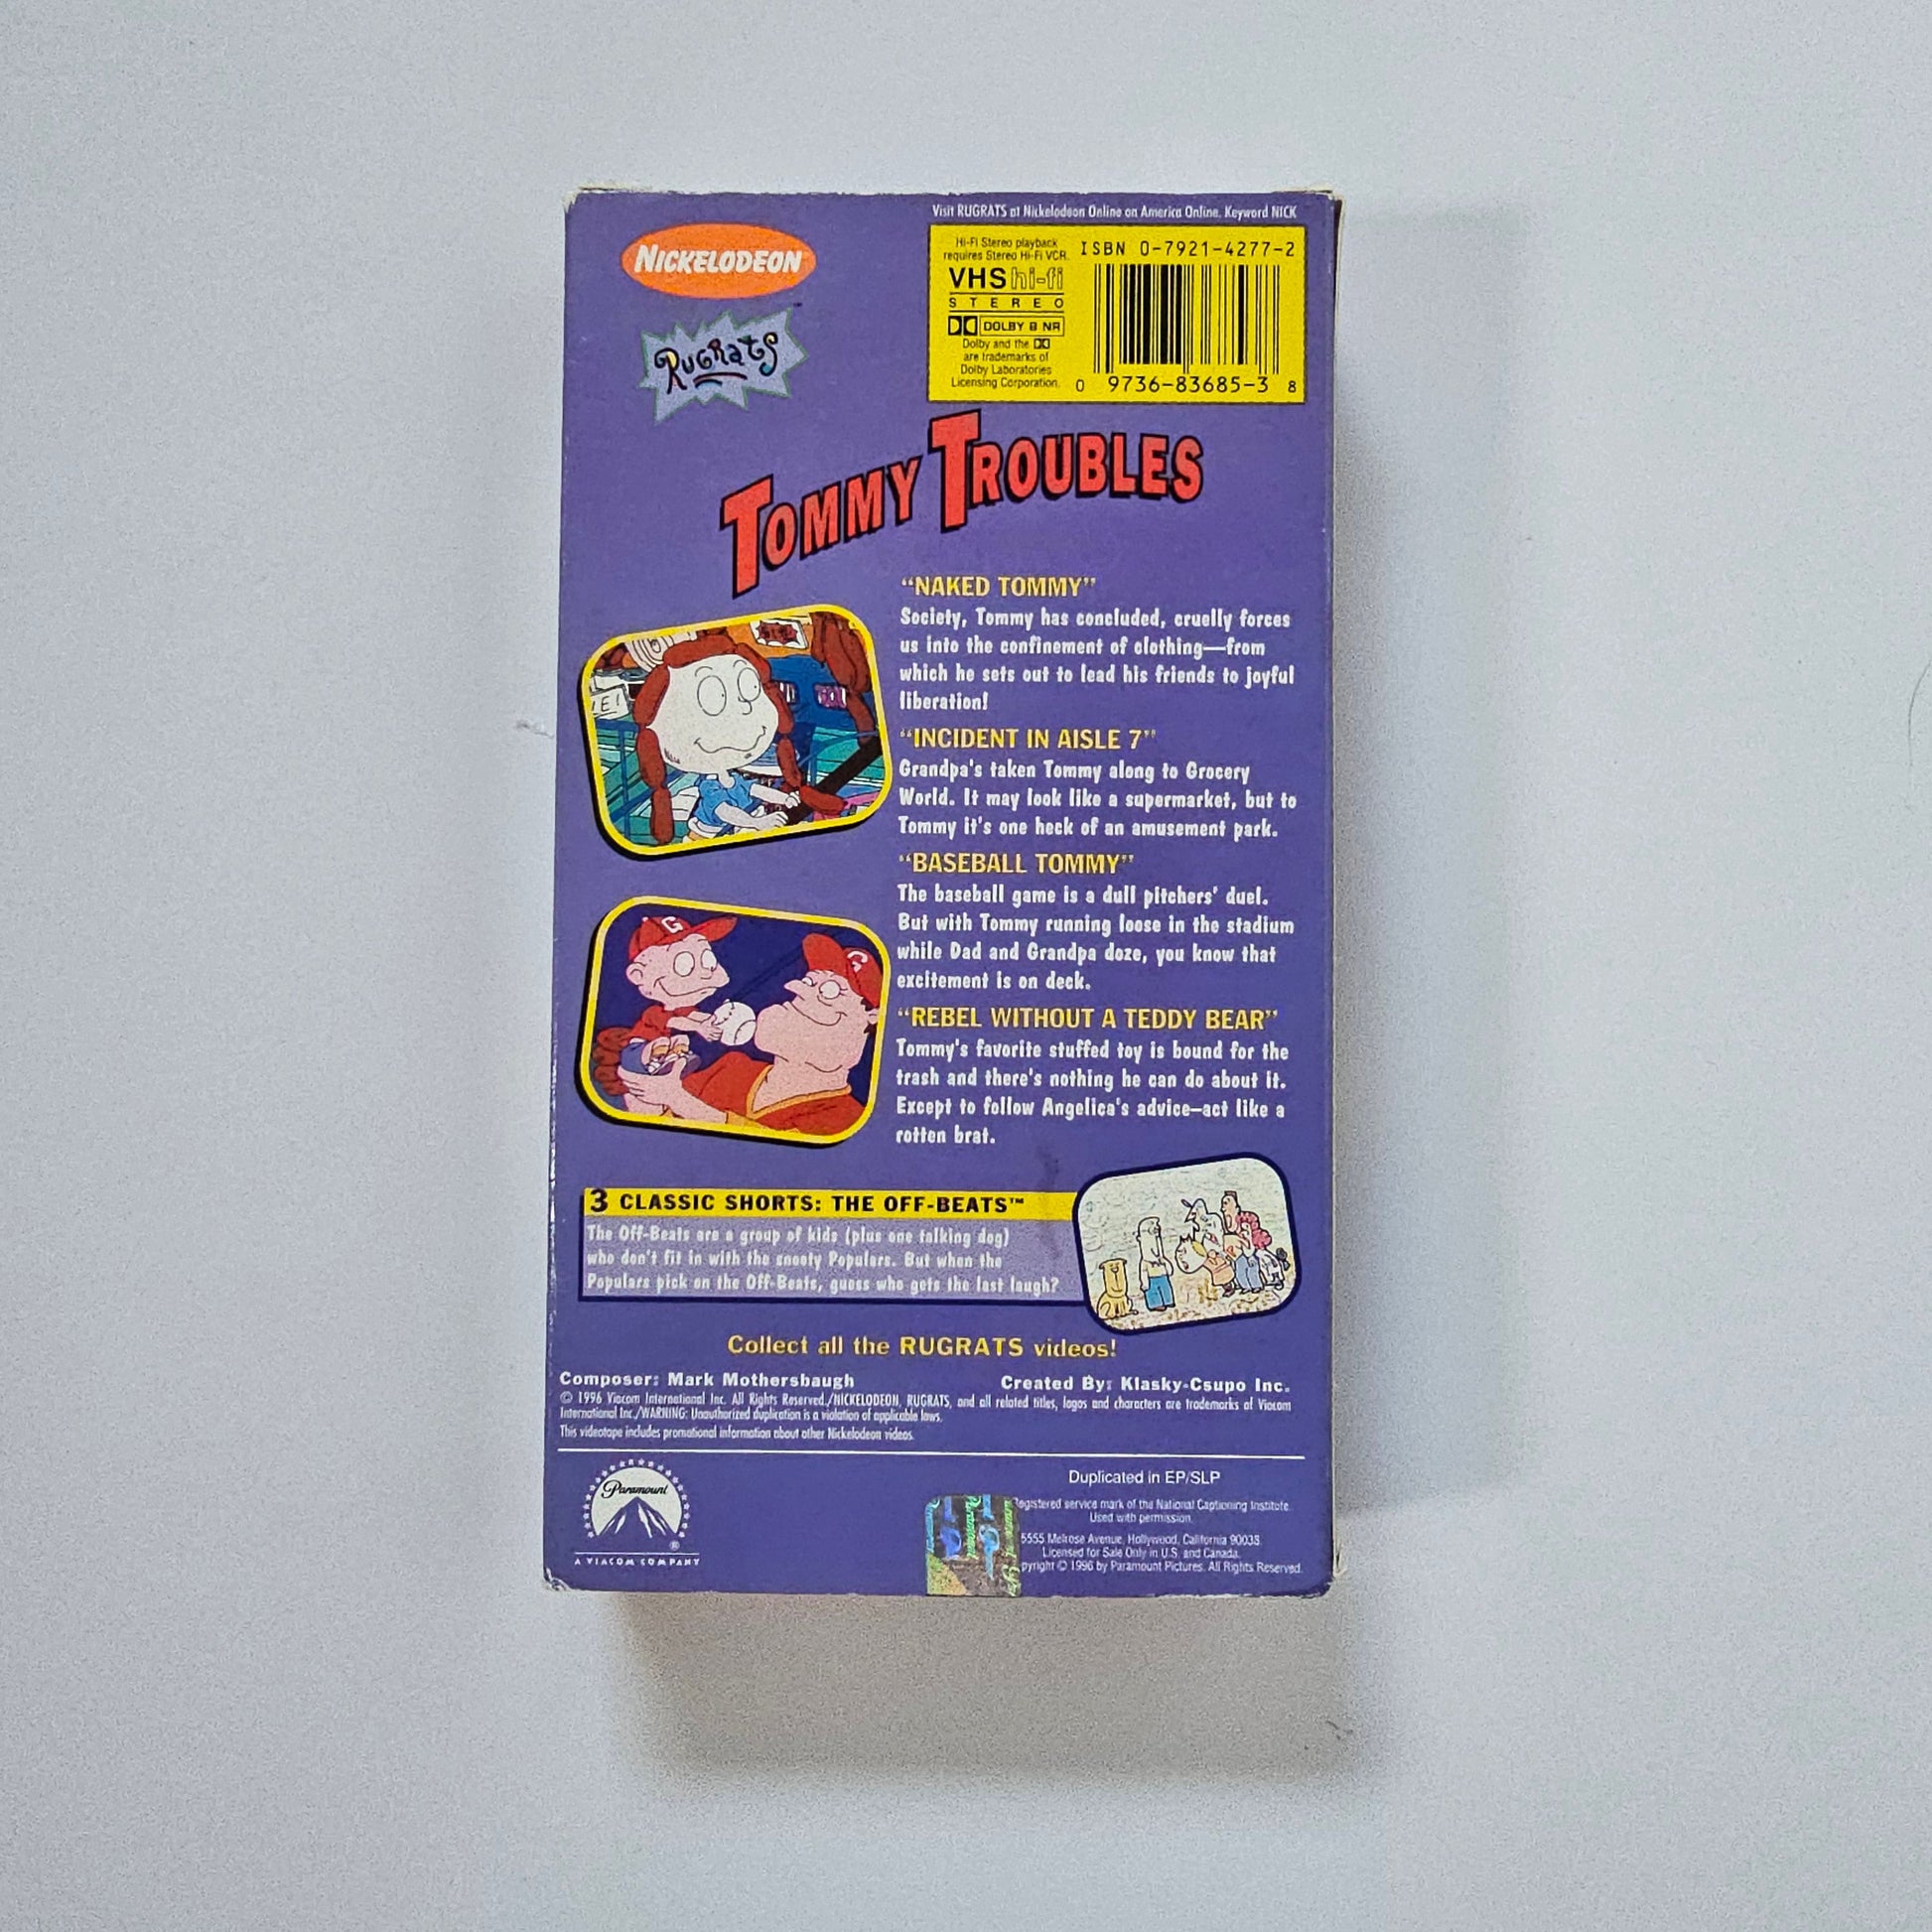 Visit RUGRATS at Nickelodeon Online on America Online. Keyword NICK
NICKELODEON
RUGRATS
Hi-Fi Stereo playback
requires Stereo Hi-Fi VCR.
VHS hi-fi
STEREO
DOLBY B NR
Dolby and the
are trademarks of
Dolby Laboratories
Licensing Corporation.
ISBN 0-7921-4277-2
0 9736-83685-3 8
TOMMY TROUBLES
"NAKED TOMMY"
Society, Tommy has concluded, cruelly forces
us into the confinement of clothing—from
which he sets out to lead his friends to joyful
liberation!
"INCIDENT IN AISLE 7"
Grandpa's taken Tommy along to Grocery
World. It may look like a supermarket, but to
Tommy it's one heck of an amusement park.
"BASEBALL TOMMY"
The baseball game is a dull pitchers' duel.
But with Tommy running loose in the stadium
while Dad and Grandpa doze, you know that
excitement is on deck.
"REBEL WITHOUT A TEDDY BEAR"
Tommy's favorite stuffed toy is bound for the
trash and there's nothing he can do about it.
Except to follow Angelica's advice—act like a
rotten brat.
G
G
3 CLASSIC SHORTS: THE OFF-BEATS™
The Off-Beats are a group of kids (plus one talking dog)
who don't fit in with the snooty Populars. But when the
Populars pick on the Off-Beats, guess who gets the last laugh?
Collect all the RUGRATS videos!
Composer: Mark Mothersbaugh
Created By: Klasky-Csupo Inc.
© 1996 Viacom International Inc. All Rights Reserved./NICKELODEON, RUGRATS, and all related titles, logos and characters are trademarks of Viacom
International Inc./WARNING: Unauthorized duplication is a violation of applicable laws.
This videotape includes promotional information about other Nickelodeon videos.
Paramount
®
A VIACOM COMPANY
Duplicated in EP/SLP
Registered service mark of the National Captioning Institute.
Used with permission.
5555 Melrose Avenue, Hollywood, California 90038.
Licensed for Sale Only in U.S. and Canada.
pyright © 1996 by Paramount Pictures. All Rights Reserved.